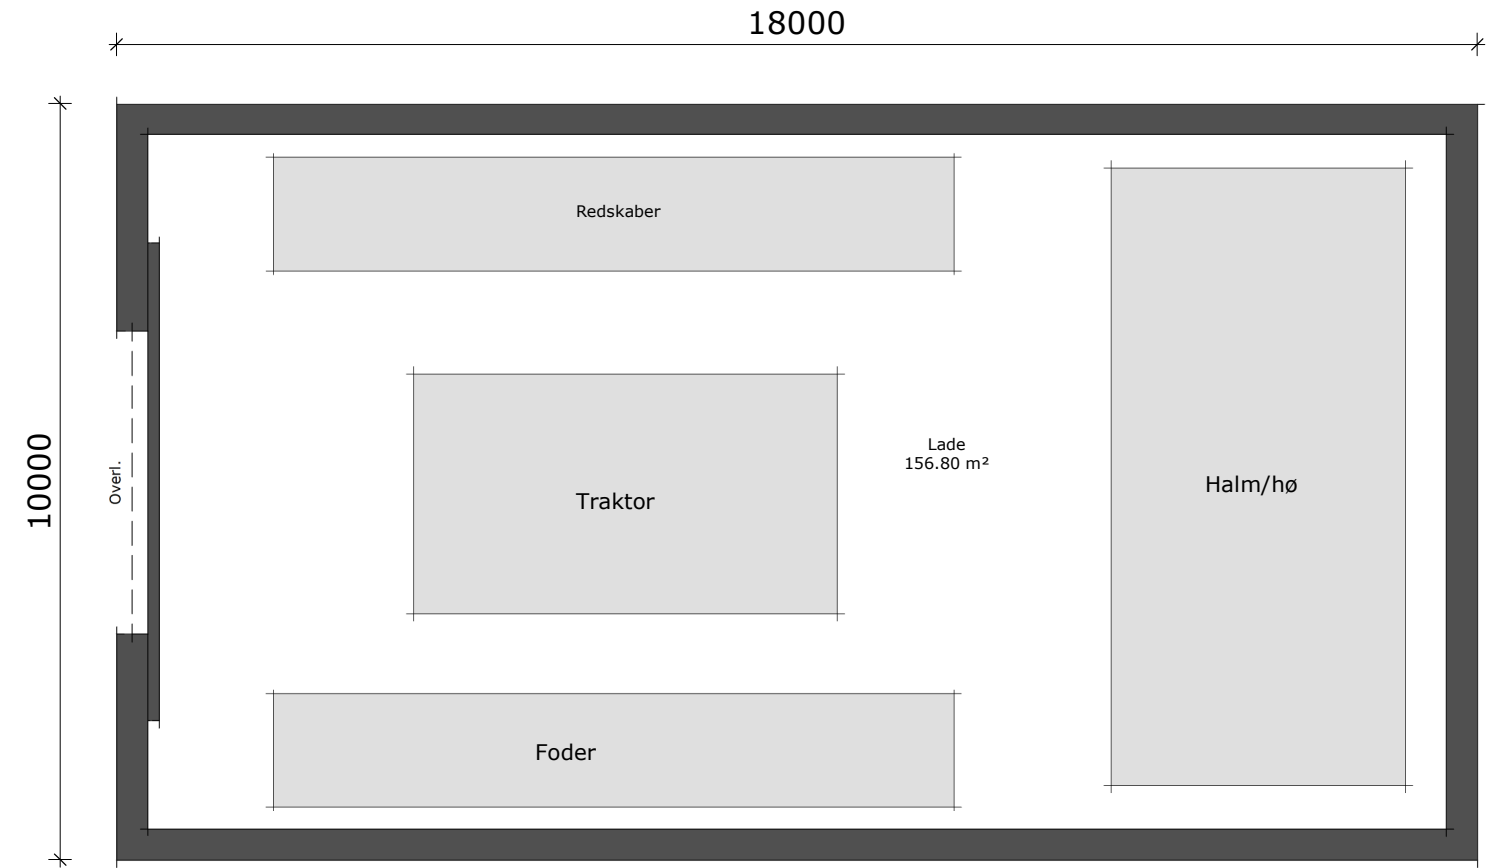 18000
Redskaber
Lade
156.80 m²
10000
Overl.
Traktor
Halm/hø
Foder